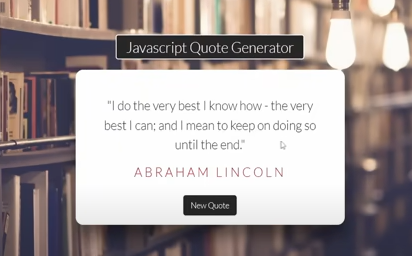 Javascript Quote Generator
"I do the very best I know how - the very
best I can; and I mean to keep on doing so
until the end."
ABRAHAM LINCOLN
New Quote